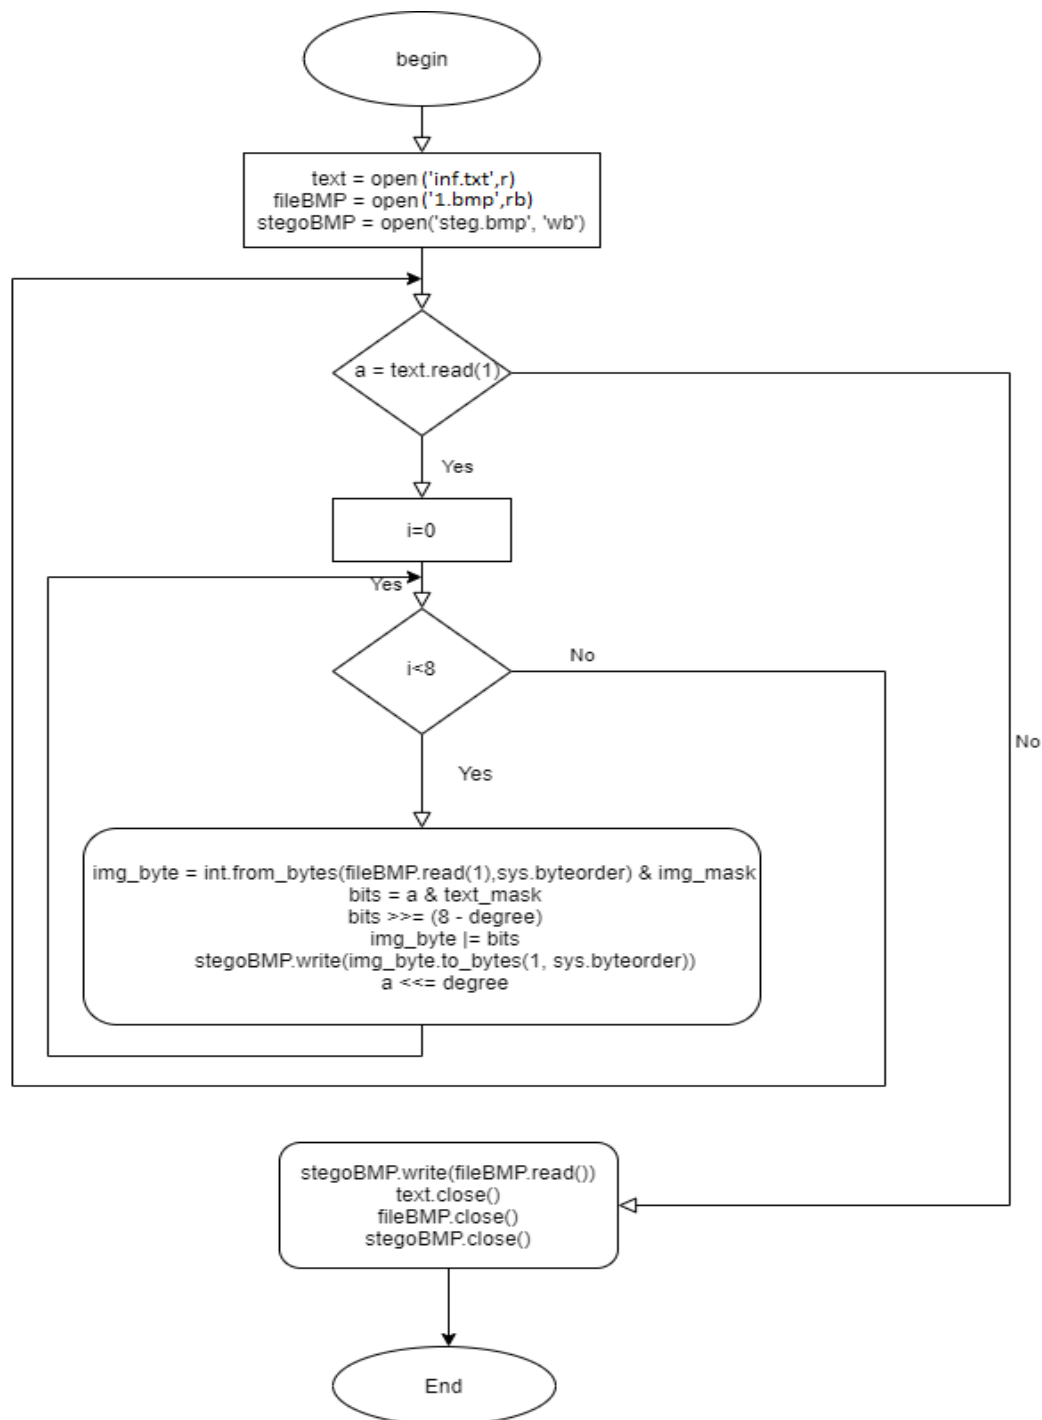 begin
text = open ('inf.txt',r)
fileBMP = open('1.bmp',rb)
stegoBMP = open('steg.bmp', 'wb')
a = text.read(1)
Yes
i=0
Yes
i<8
No
No
Yes
img_byte = int.from_bytes(fileBMP.read(1),sys.byteorder) & img_mask
bits = a & text_mask
bits >>= (8 - degree)
img_byte |= bits
stegoBMP.write(img_byte.to_bytes(1, sys.byteorder))
a <<= degree
stegoBMP.write(fileBMP.read())
text.close()
fileBMP.close()
stegoBMP.close()
End